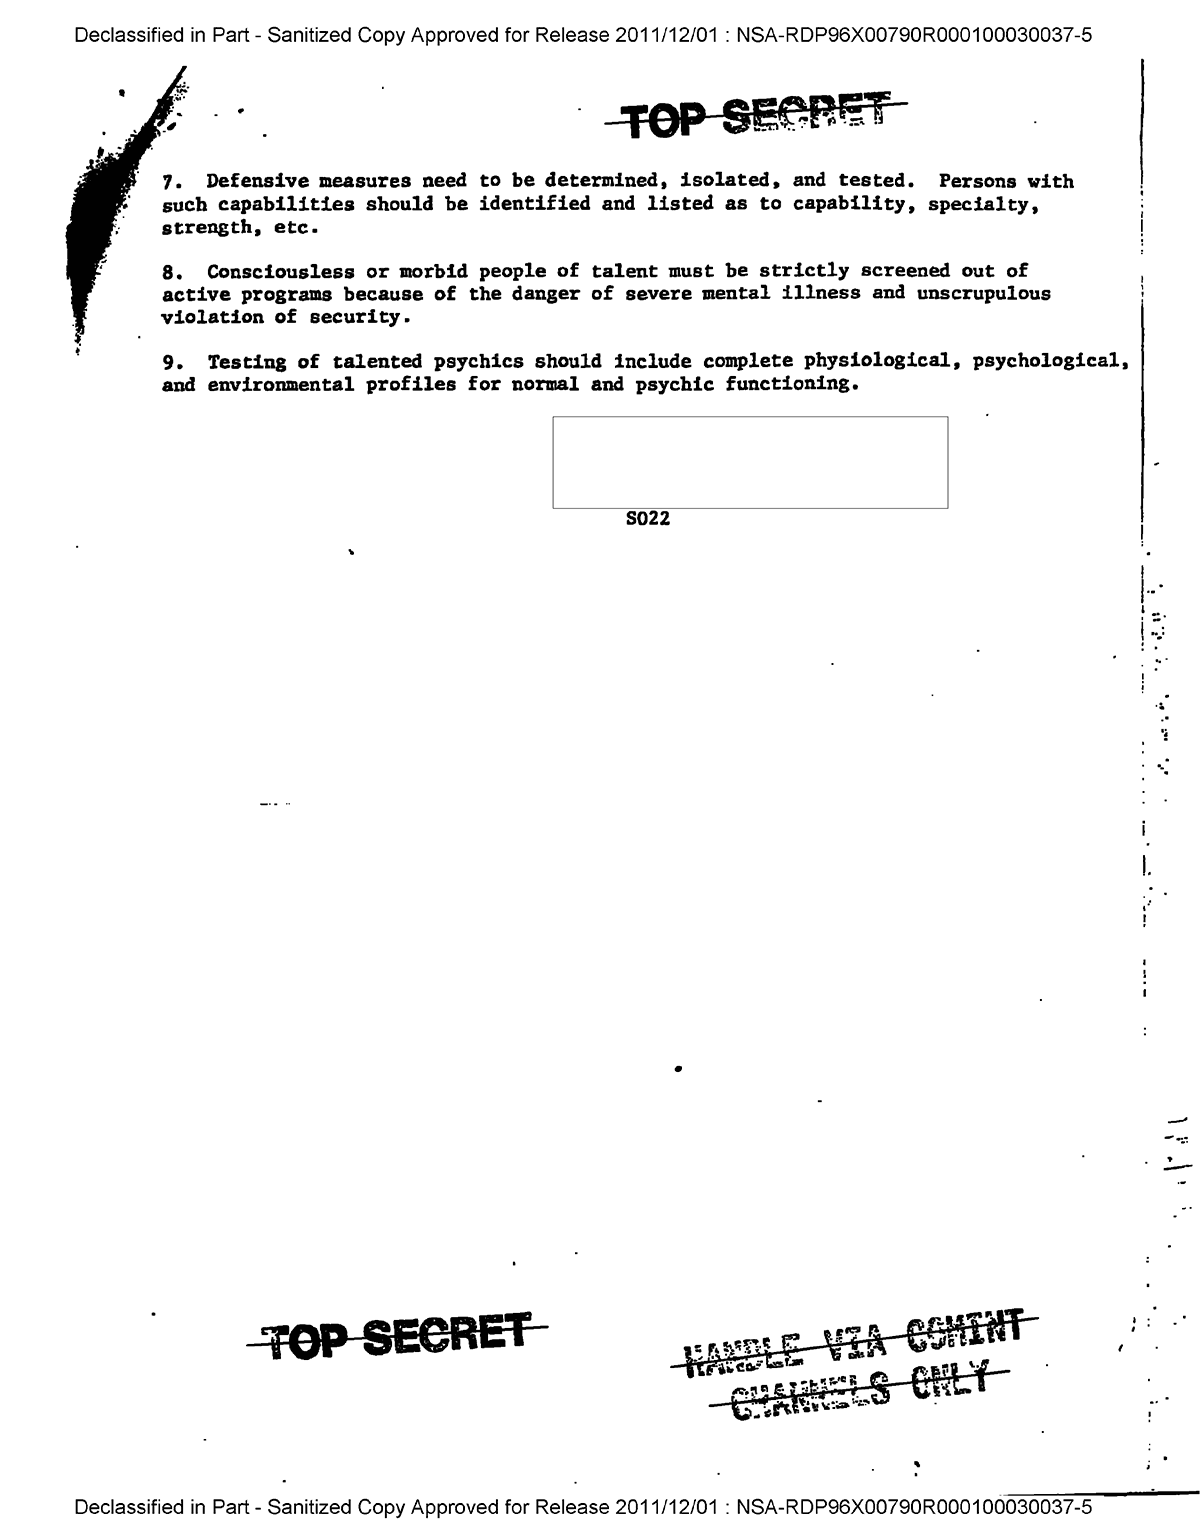 Declassified in Part - Sanitized Copy Approved for Release 2011/12/01 : NSA-RDP96X00790R000100030037-5
TOP SECRET
7. Defensive measures need to be determined, isolated, and tested. Persons with
such capabilities should be identified and listed as to capability, specialty,
strength, etc.
8. Consciousless or morbid people of talent must be strictly screened out of
active programs because of the danger of severe mental illness and unscrupulous
violation of security.
9. Testing of talented psychics should include complete physiological, psychological,
and environmental profiles for normal and psychic functioning.
S022
TOP SECRET
HANDLE VIA COMINT
CHANNELS ONLY
Declassified in Part - Sanitized Copy Approved for Release 2011/12/01 : NSA-RDP96X00790R000100030037-5